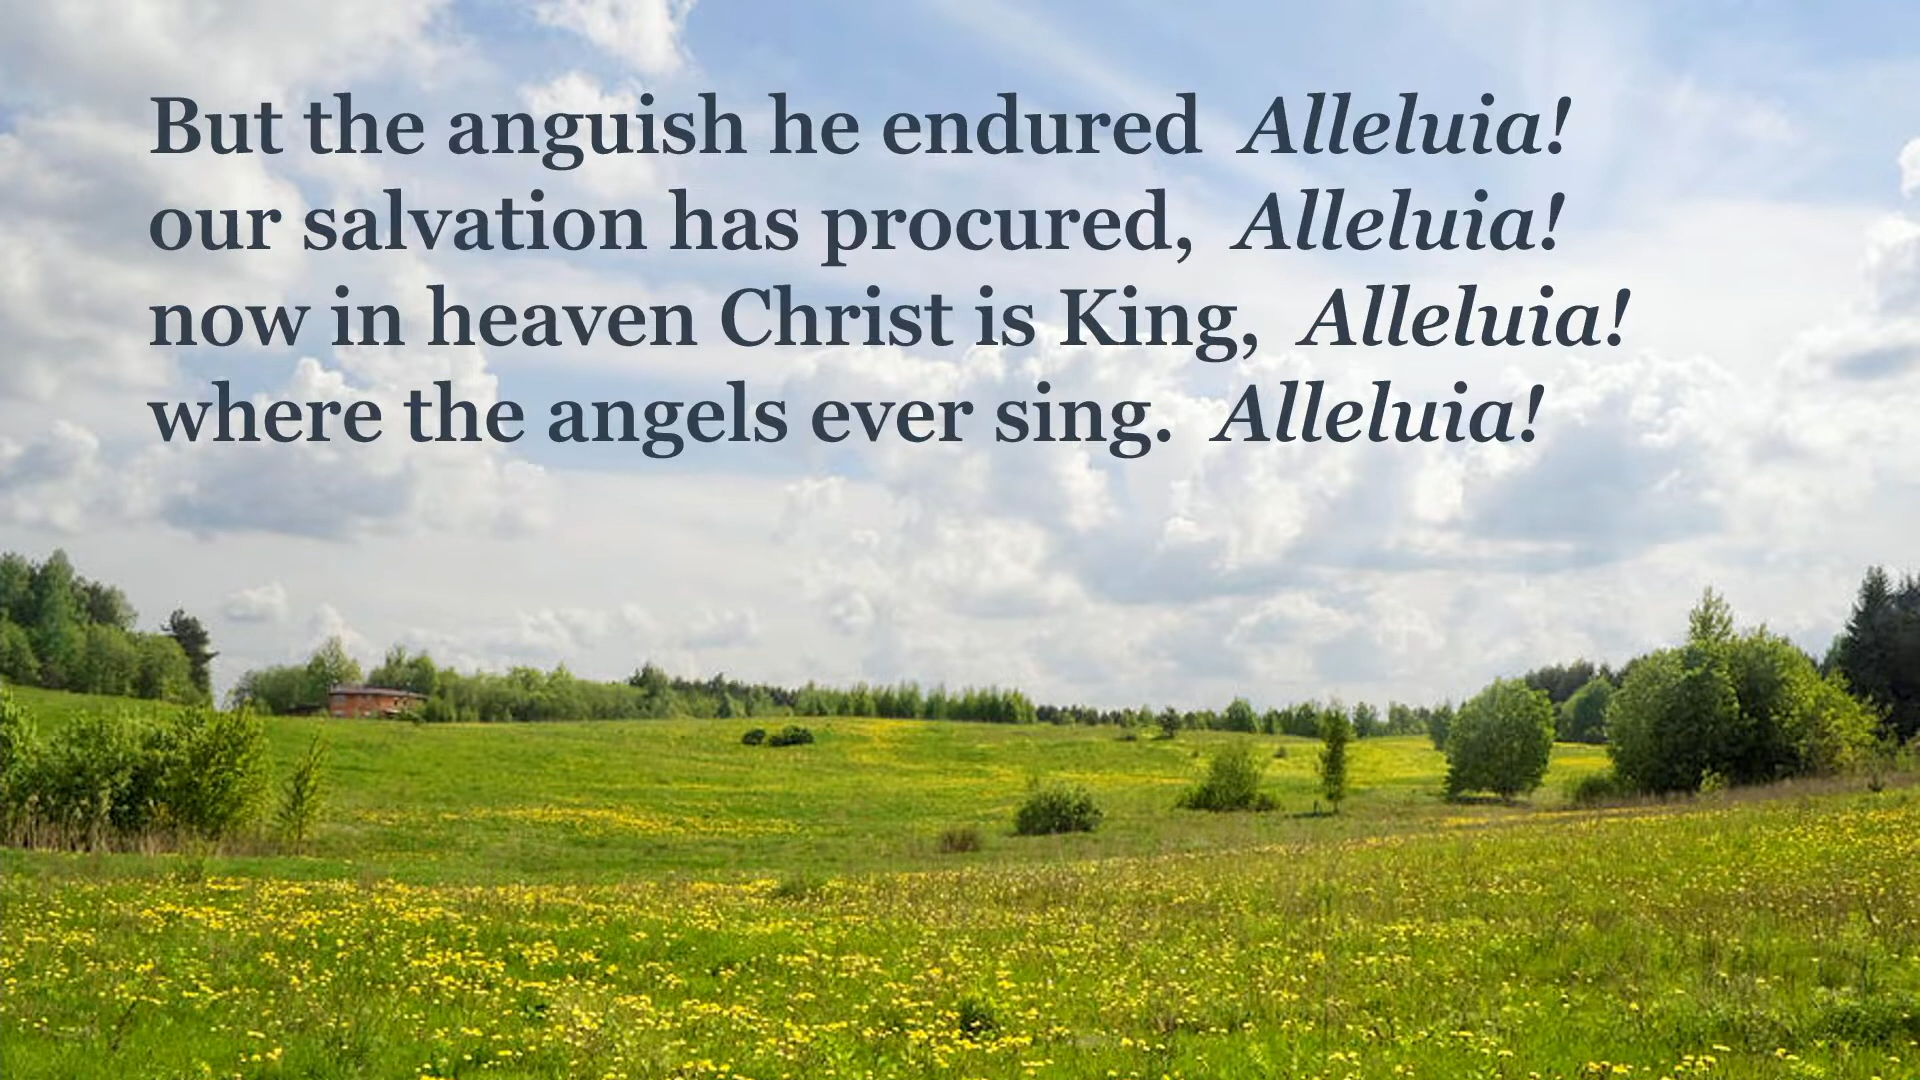 But the anguish he endured Alleluia!
our salvation has procured, Alleluia!
now in heaven Christ is King, Alleluia!
where the angels ever sing. Alleluia!